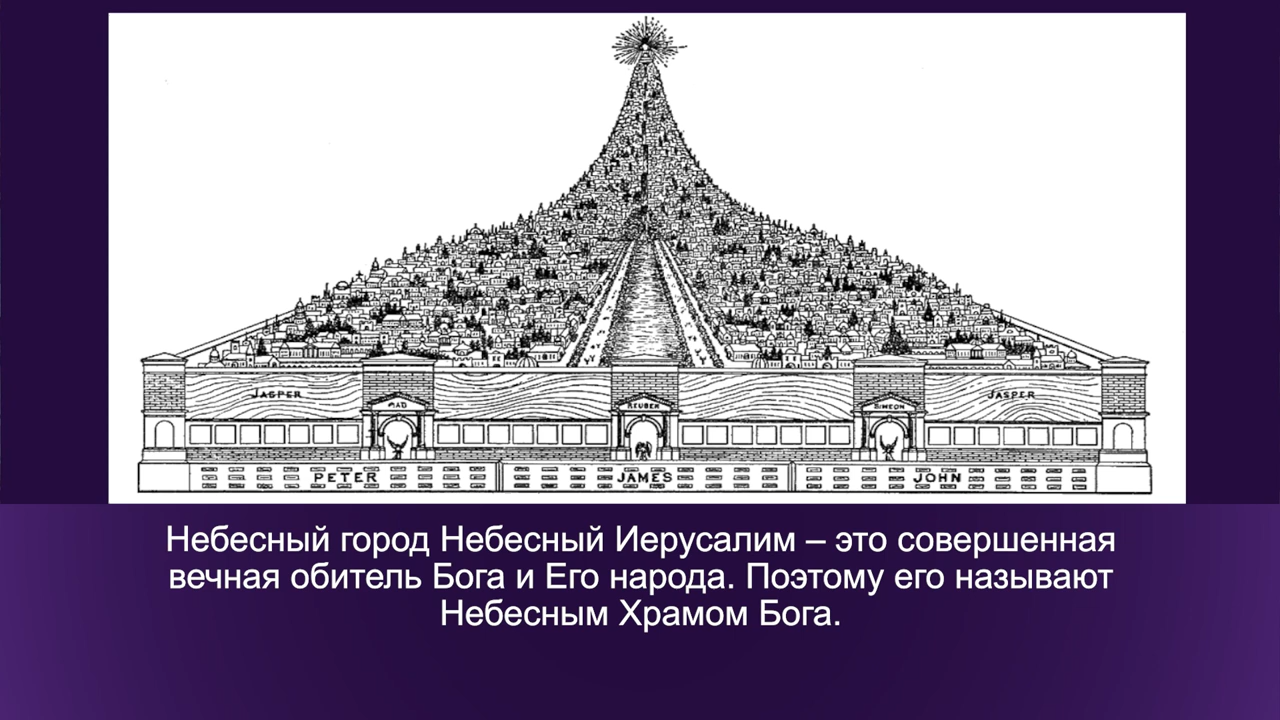 JASPER JASPER
GAD REUBEN SIMEON
PETER JAMES JOHN
Небесный город Небесный Иерусалим – это совершенная
вечная обитель Бога и Его народа. Поэтому его называют
Небесным Храмом Бога.